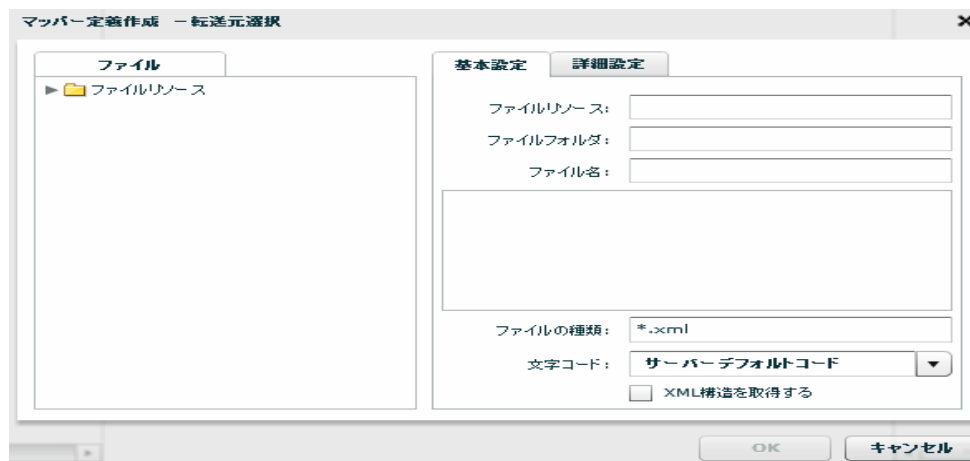 マッパー定義作成 －転送元選択
ファイル
ファイルリソース
基本設定 詳細設定
ファイルリソース:
ファイルフォルダ:
ファイル名:
ファイルの種類: *.xml
文字コード: サーバーデフォルトコード
XML構造を取得する
OK キャンセル